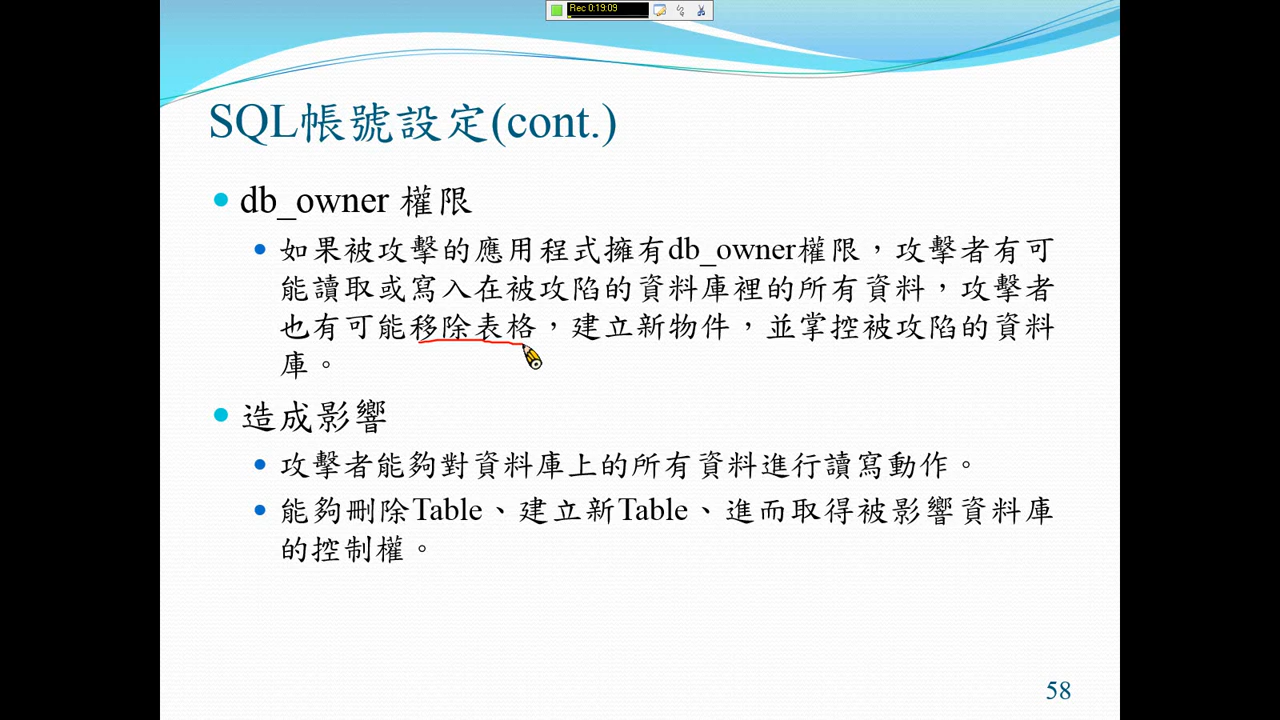 Rec 0:19:09
SQL帳號設定(cont.)
db_owner 權限
如果被攻擊的應用程式擁有db_owner權限，攻擊者有可
能讀取或寫入在被攻陷的資料庫裡的所有資料，攻擊者
也有可能移除表格，建立新物件，並掌控被攻陷的資料
庫。
造成影響
攻擊者能夠對資料庫上的所有資料進行讀寫動作。
能夠刪除Table、建立新Table、進而取得被影響資料庫
的控制權。
58